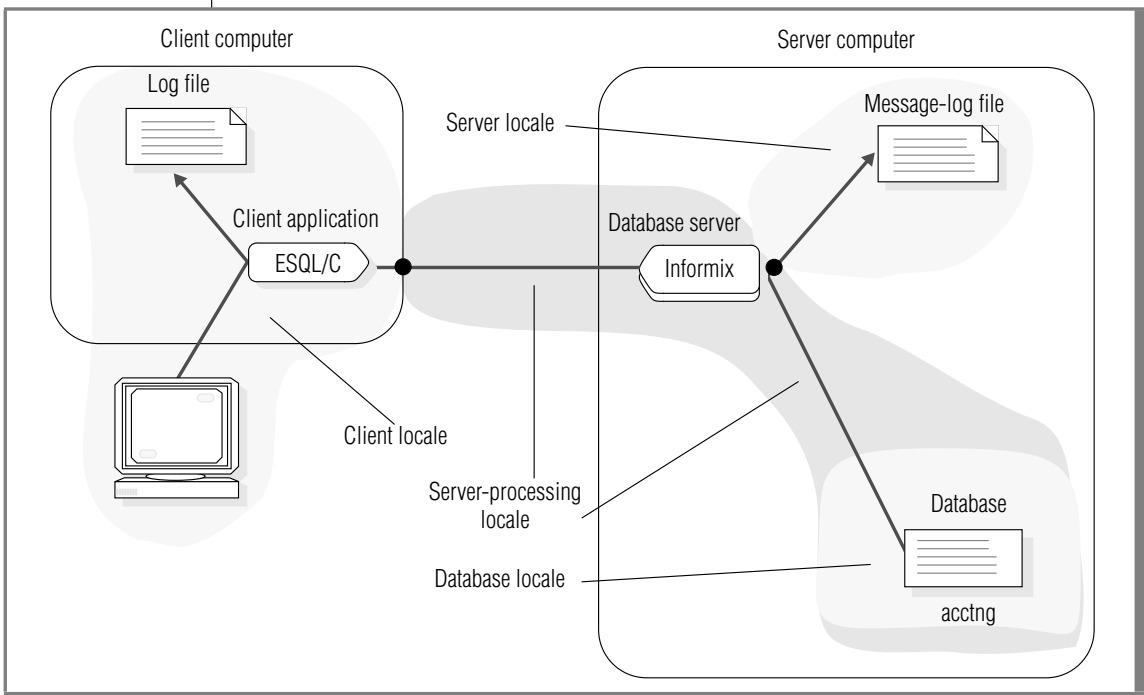 Client computer
Server computer
Log file
Message-log file
Server locale
Client application
Database server
ESQL/C
Informix
Client locale
Server-processing
locale
Database
Database locale
acctng